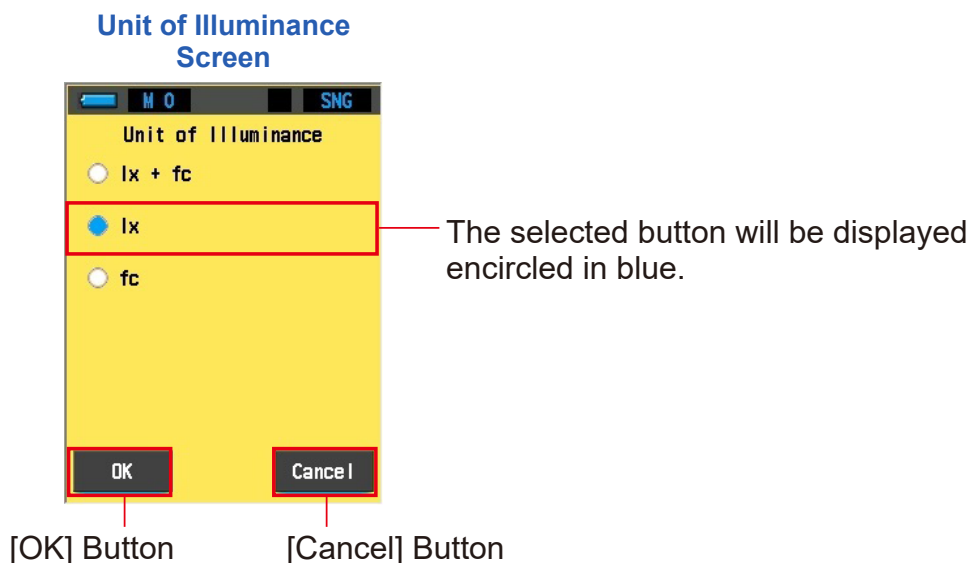 Unit of Illuminance
Screen
M 0 SNG
Unit of Illuminance
lx + fc
lx
The selected button will be displayed
encircled in blue.
fc
OK Cancel
[OK] Button [Cancel] Button